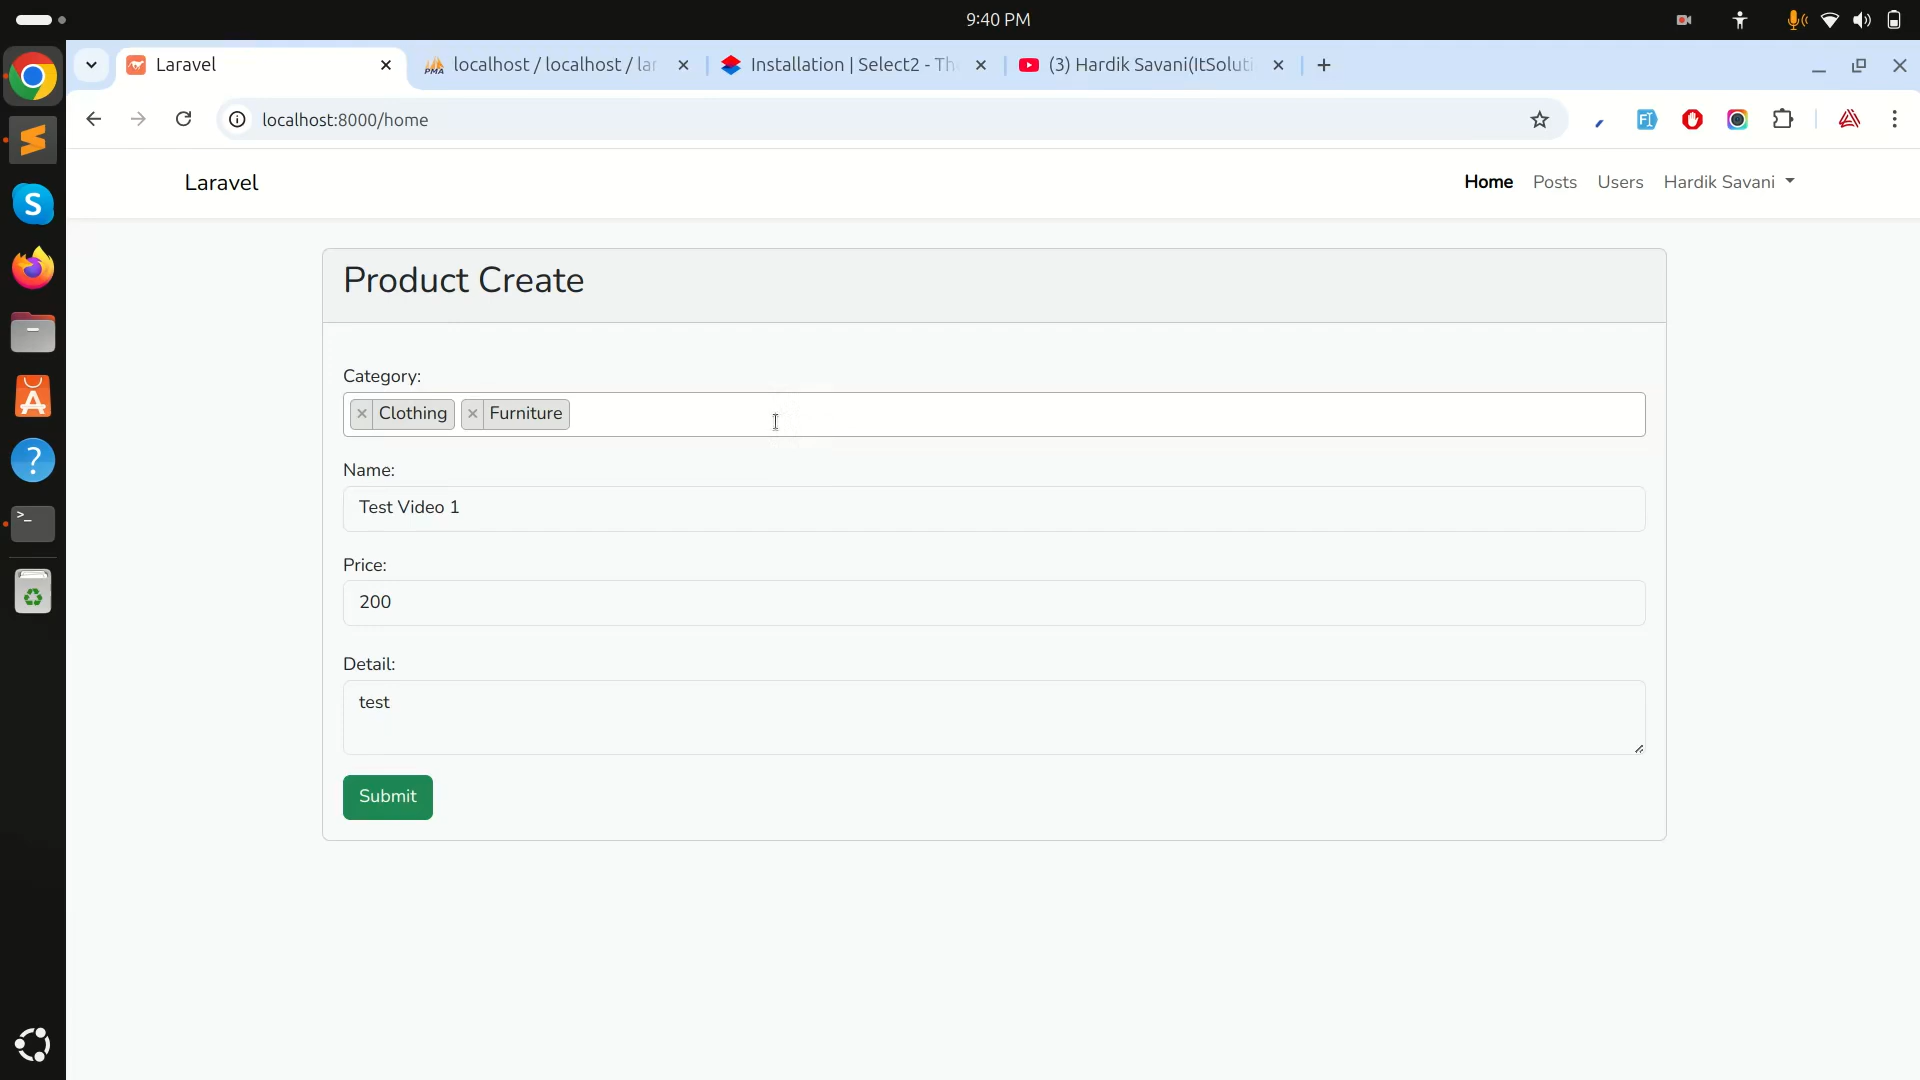 9:40 PM
Laravel
localhost / localhost / lar
Installation | Select2 - Th
(3) Hardik Savani(ItSoluti
localhost:8000/home
Laravel
Home Posts Users Hardik Savani
Product Create
Category:
× Clothing × Furniture
Name:
Test Video 1
Price:
200
Detail:
test
Submit